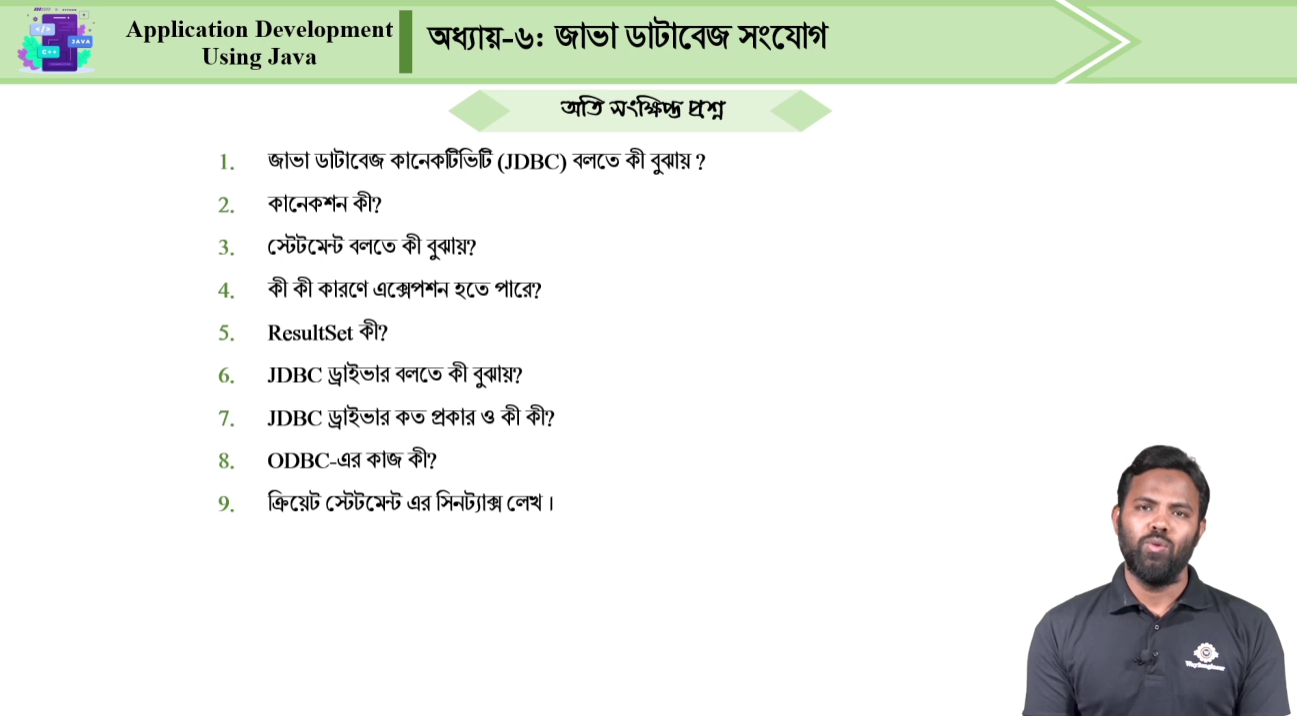 Application Development
Using Java
অধ্যায়-৬: জাভা ডাটাবেজ সংযোগ
</>
JAVA
C++
অতি সংক্ষিপ্ত প্রশ্ন
1. জাভা ডাটাবেজ কানেকটিভিটি (JDBC) বলতে কী বুঝায় ?
2. কানেকশন কী?
3. স্টেটমেন্ট বলতে কী বুঝায়?
4. কী কী কারণে এক্সেপশন হতে পারে?
5. ResultSet কী?
6. JDBC ড্রাইভার বলতে কী বুঝায়?
7. JDBC ড্রাইভার কত প্রকার ও কী কী?
8. ODBC-এর কাজ কী?
9. ক্রিয়েট স্টেটমেন্ট এর সিনট্যাক্স লেখ।